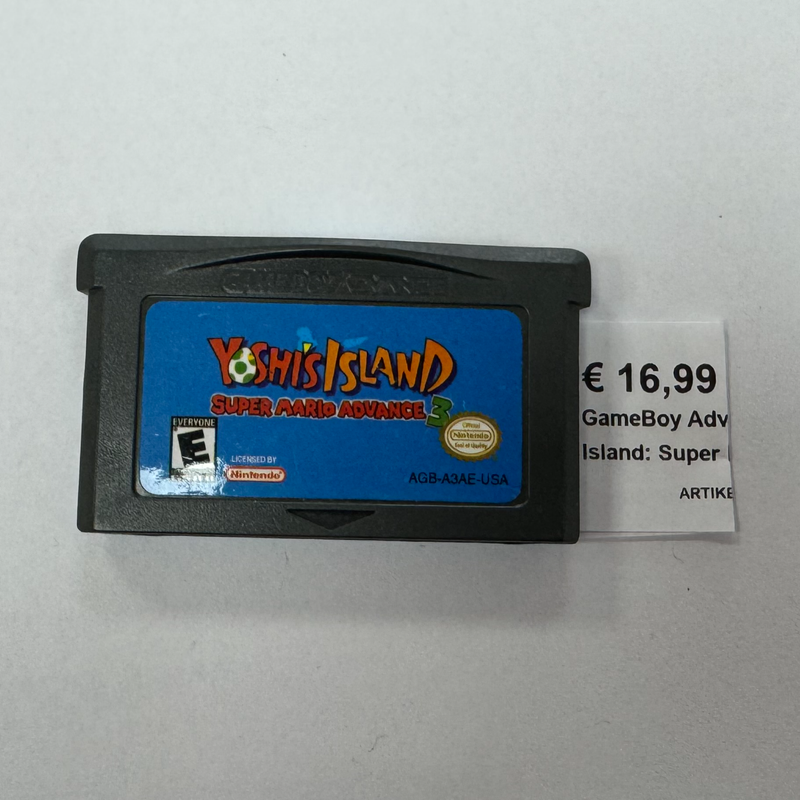 GAME BOY ADVANCE
YOSHI'S ISLAND
SUPER MARIO ADVANCE 3
EVERYONE
E
LICENSED BY
Nintendo
Official
Nintendo
Seal of Quality
AGB-A3AE-USA
€ 16,99
GameBoy Adv
Island: Super
ARTIKE